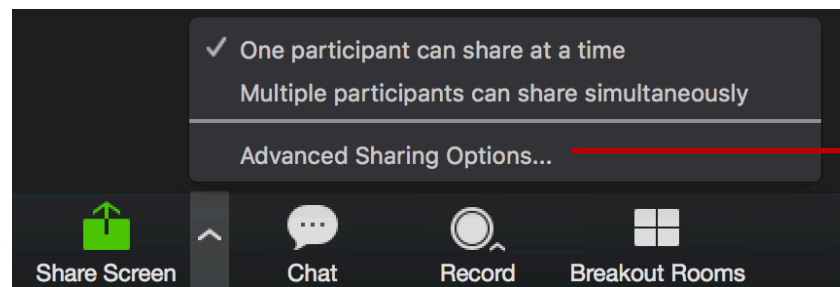 One participant can share at a time
Multiple participants can share simultaneously
Advanced Sharing Options...
Share Screen
Chat
Record
Breakout Rooms